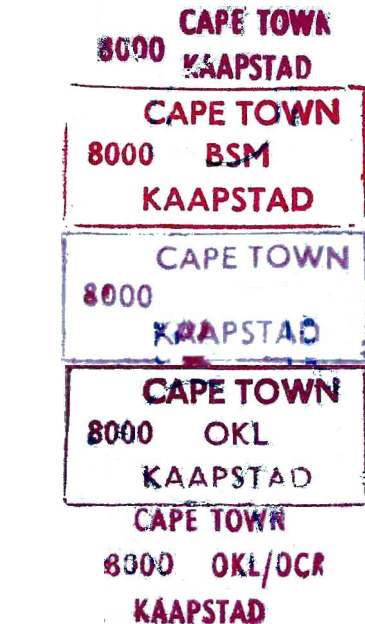 CAPE TOWN
8000
KAAPSTAD
CAPE TOWN
8000 BSM
KAAPSTAD
CAPE TOWN
8000
KAAPSTAD
CAPE TOWN
8000 OKL
KAAPSTAD
CAPE TOWN
8000 OKL/OCR
KAAPSTAD